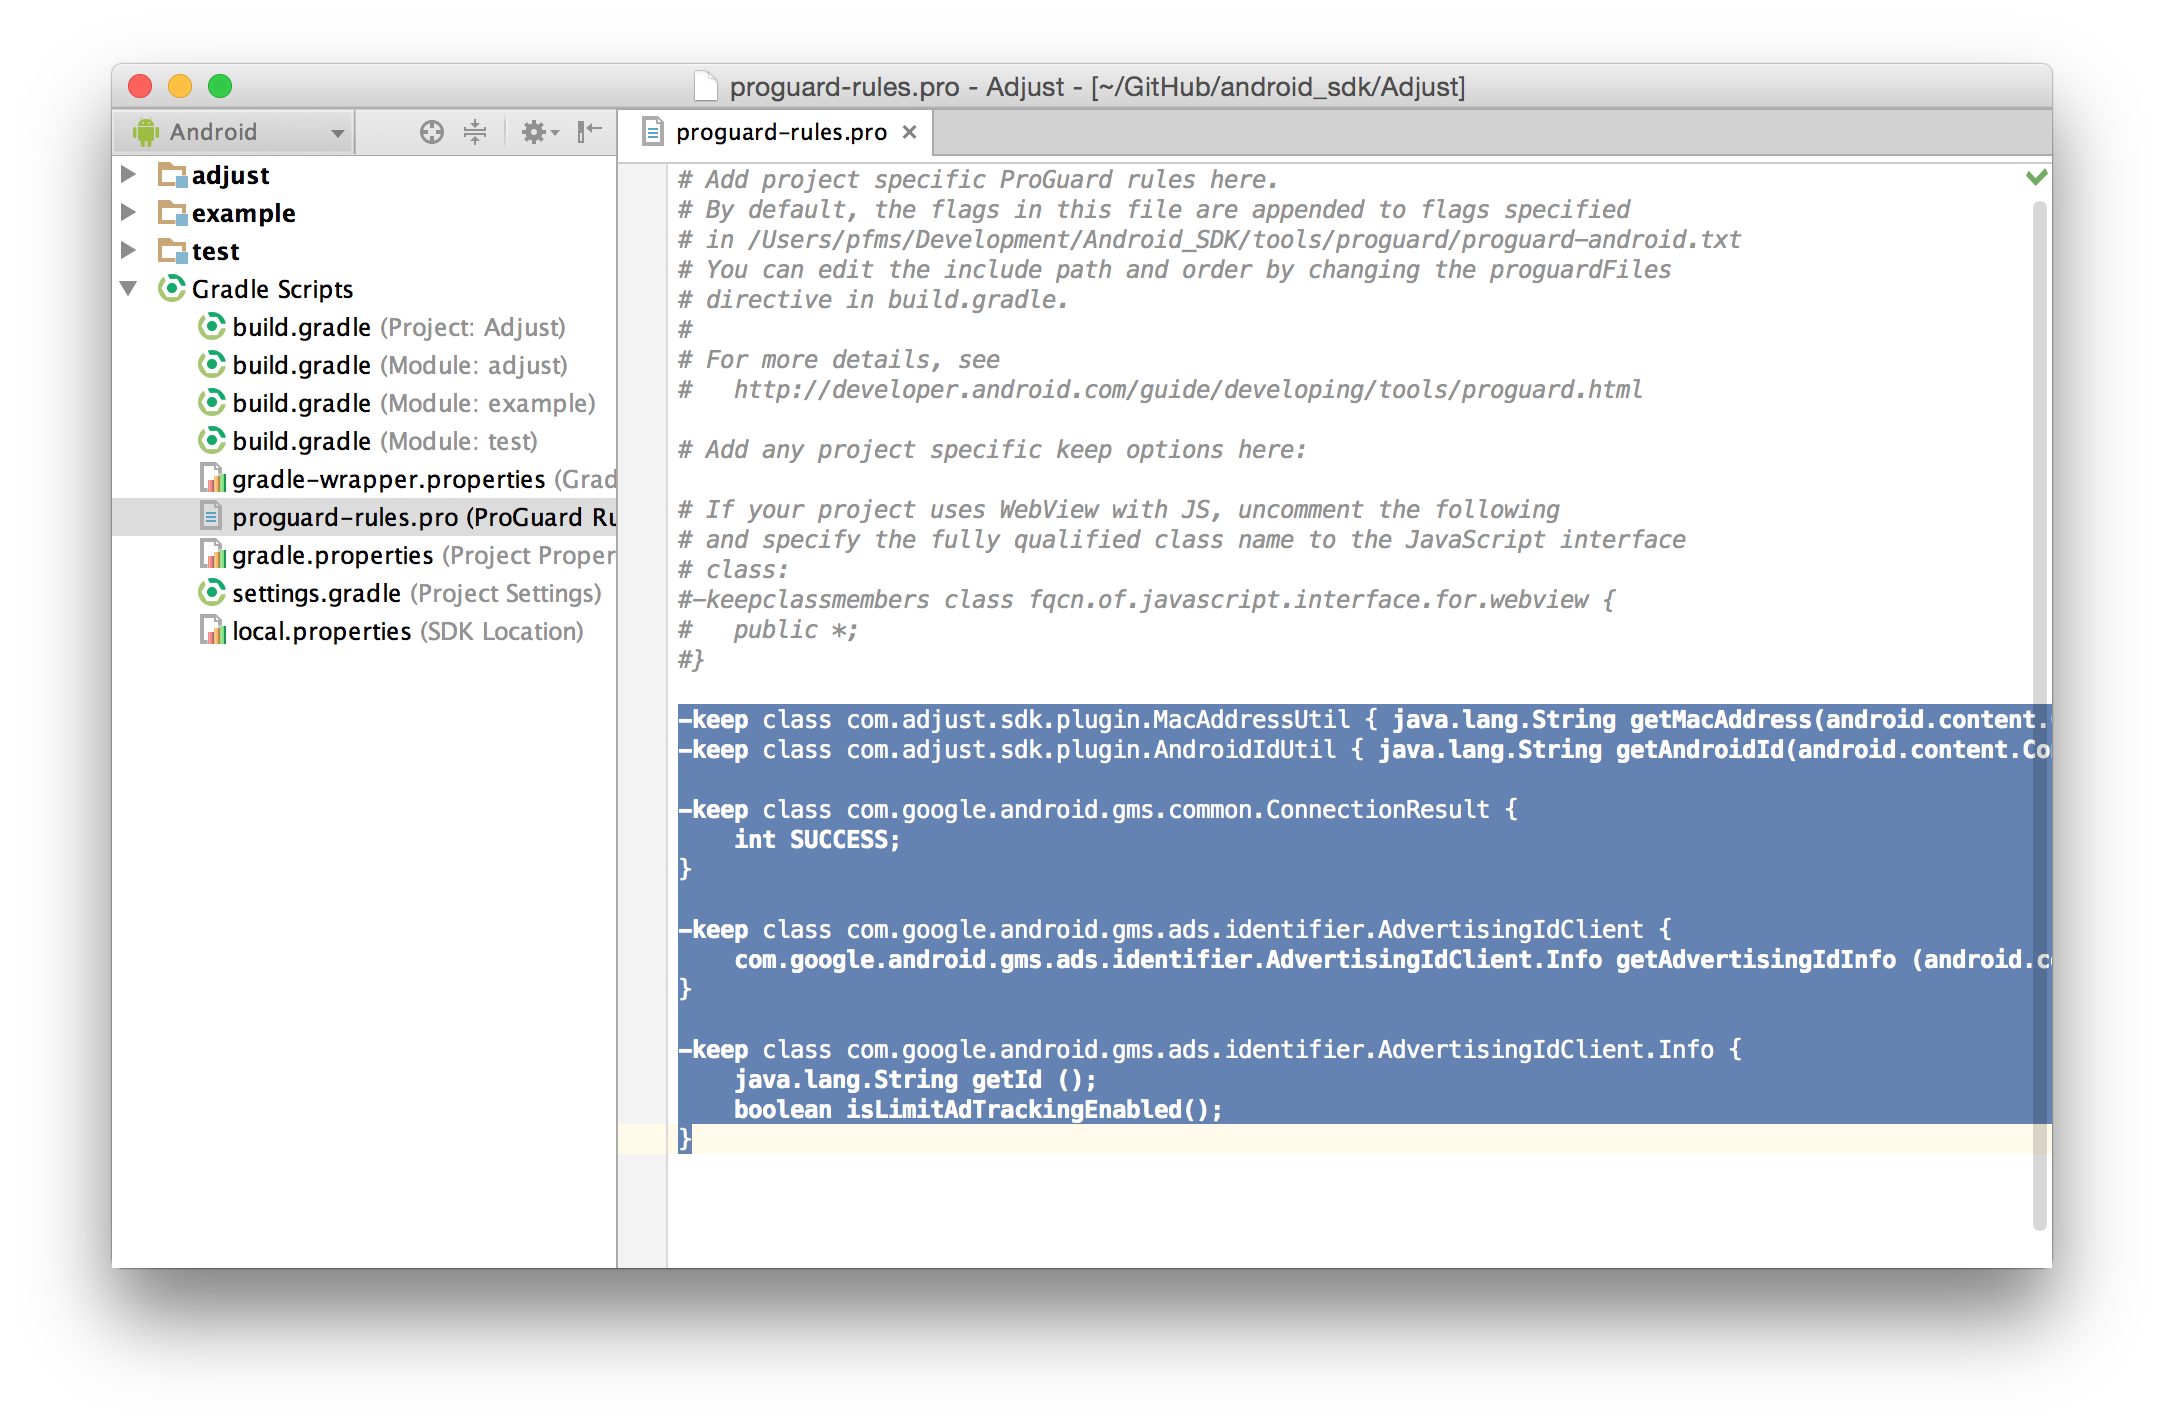 proguard-rules.pro - Adjust - [~/GitHub/android_sdk/Adjust]
Android
proguard-rules.pro
adjust
example
test
Gradle Scripts
build.gradle (Project: Adjust)
build.gradle (Module: adjust)
build.gradle (Module: example)
build.gradle (Module: test)
gradle-wrapper.properties (Grad
proguard-rules.pro (ProGuard Ru
gradle.properties (Project Proper
settings.gradle (Project Settings)
local.properties (SDK Location)
# Add project specific ProGuard rules here.
# By default, the flags in this file are appended to flags specified
# in /Users/pfms/Development/Android_SDK/tools/proguard/proguard-android.txt
# You can edit the include path and order by changing the proguardFiles
# directive in build.gradle.
#
# For more details, see
#   http://developer.android.com/guide/developing/tools/proguard.html
# Add any project specific keep options here:
# If your project uses WebView with JS, uncomment the following
# and specify the fully qualified class name to the JavaScript interface
# class:
#-keepclassmembers class fqcn.of.javascript.interface.for.webview {
#   public *;
#}
-keep class com.adjust.sdk.plugin.MacAddressUtil { java.lang.String getMacAddress(android.content.
-keep class com.adjust.sdk.plugin.AndroidIdUtil { java.lang.String getAndroidId(android.content.Co
-keep class com.google.android.gms.common.ConnectionResult {
    int SUCCESS;
}
-keep class com.google.android.gms.ads.identifier.AdvertisingIdClient {
    com.google.android.gms.ads.identifier.AdvertisingIdClient.Info getAdvertisingIdInfo (android.co
}
-keep class com.google.android.gms.ads.identifier.AdvertisingIdClient.Info {
    java.lang.String getId ();
    boolean isLimitAdTrackingEnabled();
}